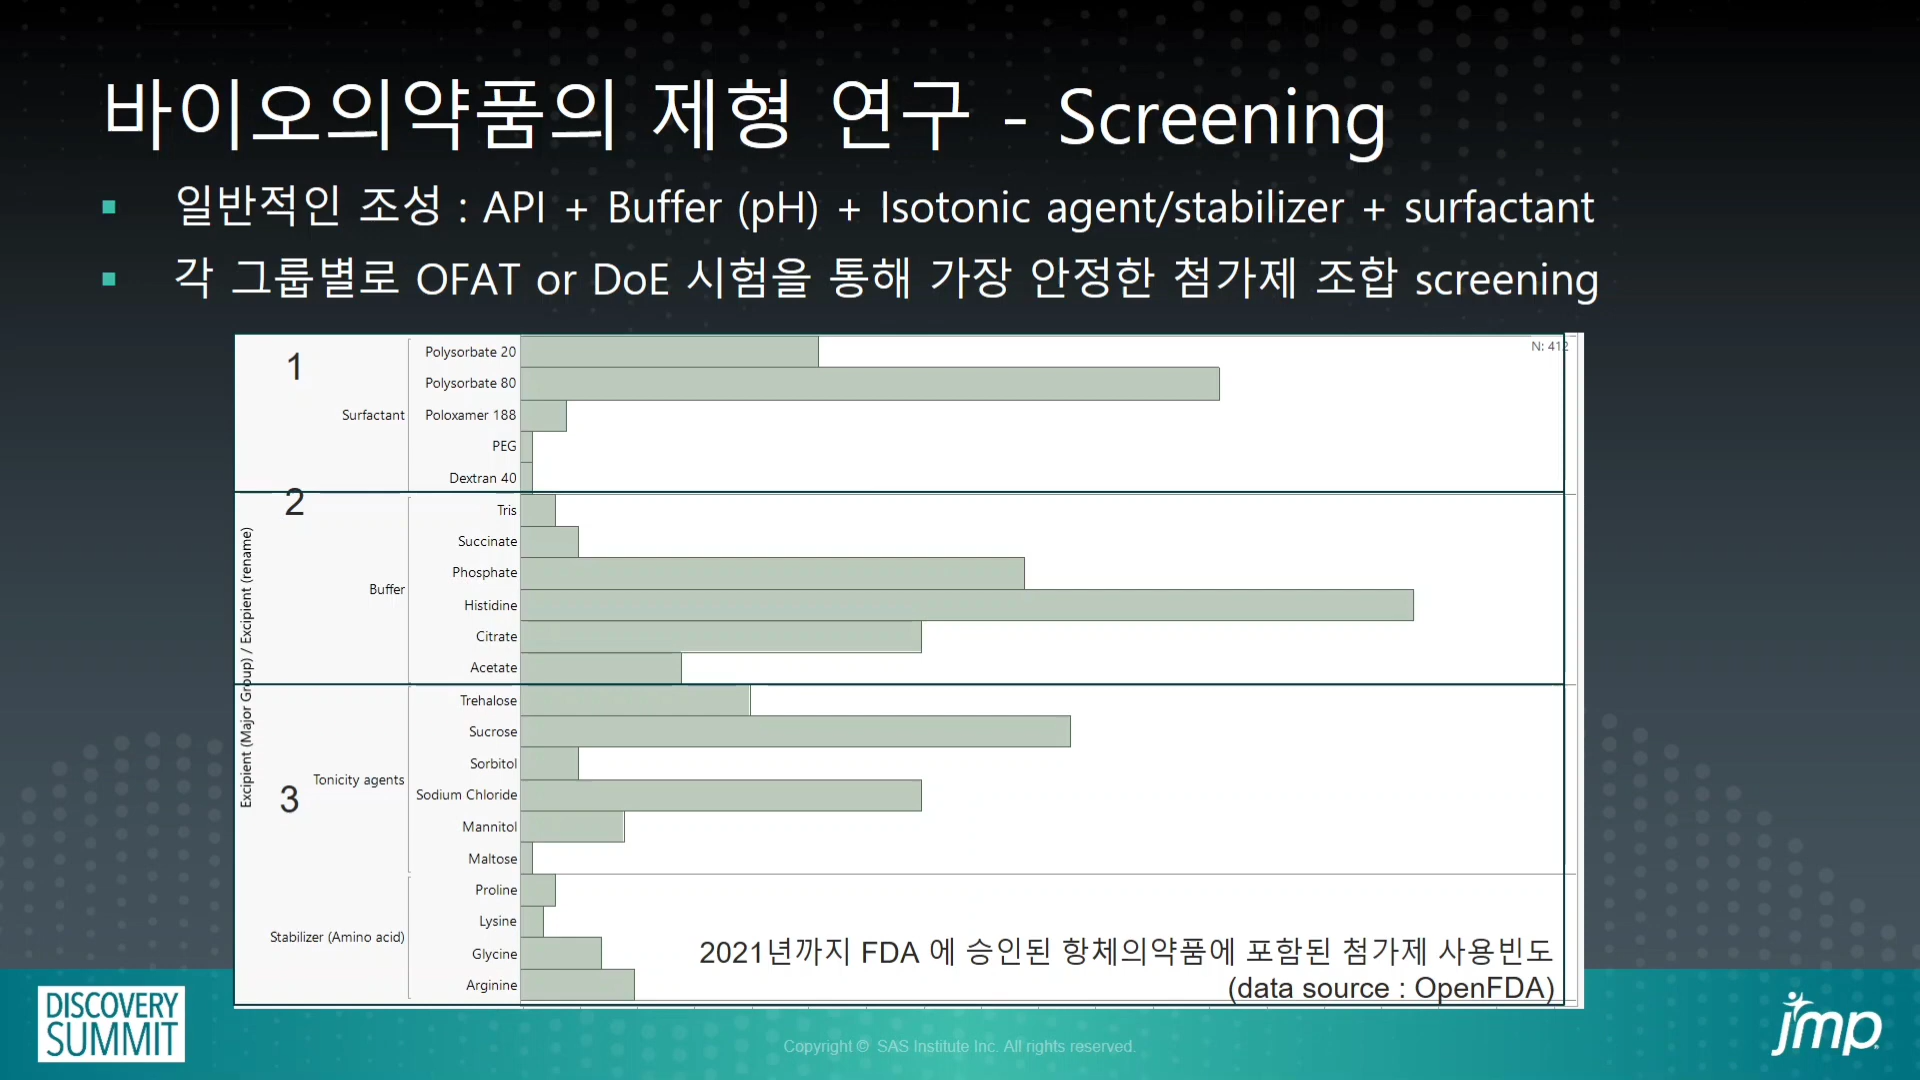 바이오의약품의 제형 연구 - Screening
일반적인 조성 : API + Buffer (pH) + Isotonic agent/stabilizer + surfactant
각 그룹별로 OFAT or DoE 시험을 통해 가장 안정한 첨가제 조합 screening
N: 412
1
Surfactant
Polysorbate 20
Polysorbate 80
Poloxamer 188
PEG
Dextran 40
2
Buffer
Tris
Succinate
Phosphate
Histidine
Citrate
Acetate
Excipient (Major Group) / Excipient (rename)
3
Tonicity agents
Trehalose
Sucrose
Sorbitol
Sodium Chloride
Mannitol
Maltose
Stabilizer (Amino acid)
Proline
Lysine
Glycine
Arginine
2021년까지 FDA 에 승인된 항체의약품에 포함된 첨가제 사용빈도
(data source : OpenFDA)
DISCOVERY
SUMMIT
Copyright © SAS Institute Inc. All rights reserved.
jmp